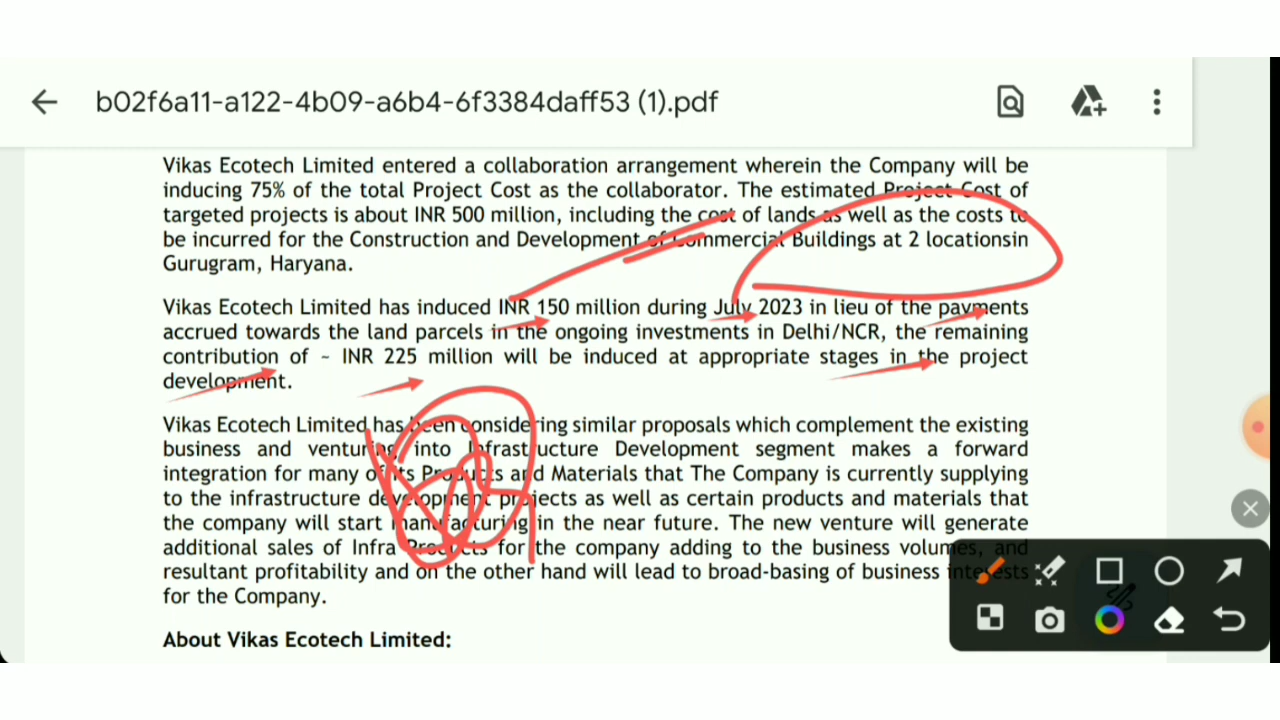 b02f6a11-a122-4b09-a6b4-6f3384daff53 (1).pdf
Vikas Ecotech Limited entered a collaboration arrangement wherein the Company will be
inducing 75% of the total Project Cost as the collaborator. The estimated Project Cost of
targeted projects is about INR 500 million, including the cost of lands as well as the costs to
be incurred for the Construction and Development of Commercial Buildings at 2 locationsin
Gurugram, Haryana.
Vikas Ecotech Limited has induced INR 150 million during July 2023 in lieu of the payments
accrued towards the land parcels in the ongoing investments in Delhi/NCR, the remaining
contribution of ~ INR 225 million will be induced at appropriate stages in the project
development.
Vikas Ecotech Limited has been considering similar proposals which complement the existing
business and venturing into Infrastructure Development segment makes a forward
integration for many of its Products and Materials that The Company is currently supplying
to the infrastructure development projects as well as certain products and materials that
the company will start manufacturing in the near future. The new venture will generate
additional sales of Infra Products for the company adding to the business volumes, and
resultant profitability and on the other hand will lead to broad-basing of business interests
for the Company.
About Vikas Ecotech Limited: